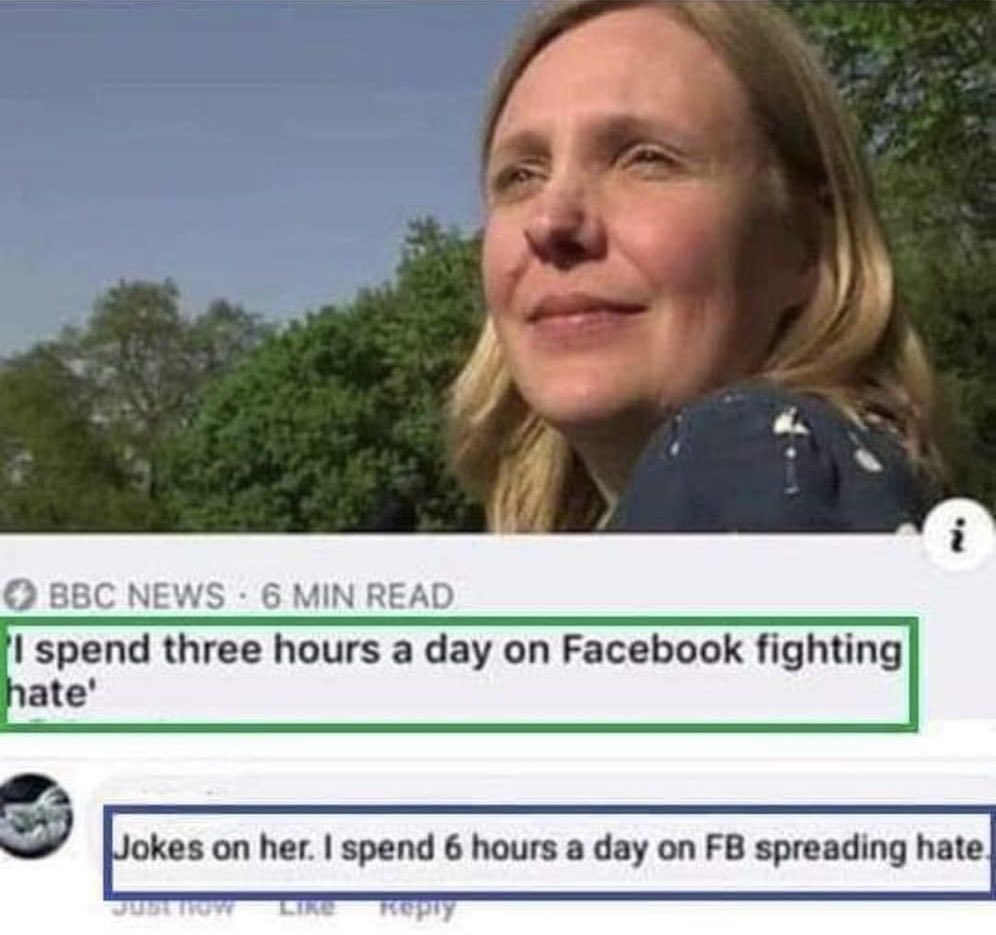 i
BBC NEWS · 6 MIN READ
'I spend three hours a day on Facebook fighting
hate'
Jokes on her. I spend 6 hours a day on FB spreading hate.
Just now Like Reply